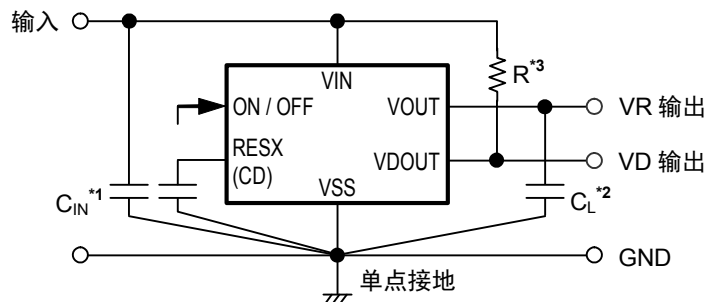 输入
VIN
R*3
ON / OFF
VOUT
VR 输出
RESX
(CD)
VDOUT
VD 输出
VSS
CIN*1
CL*2
GND
单点接地